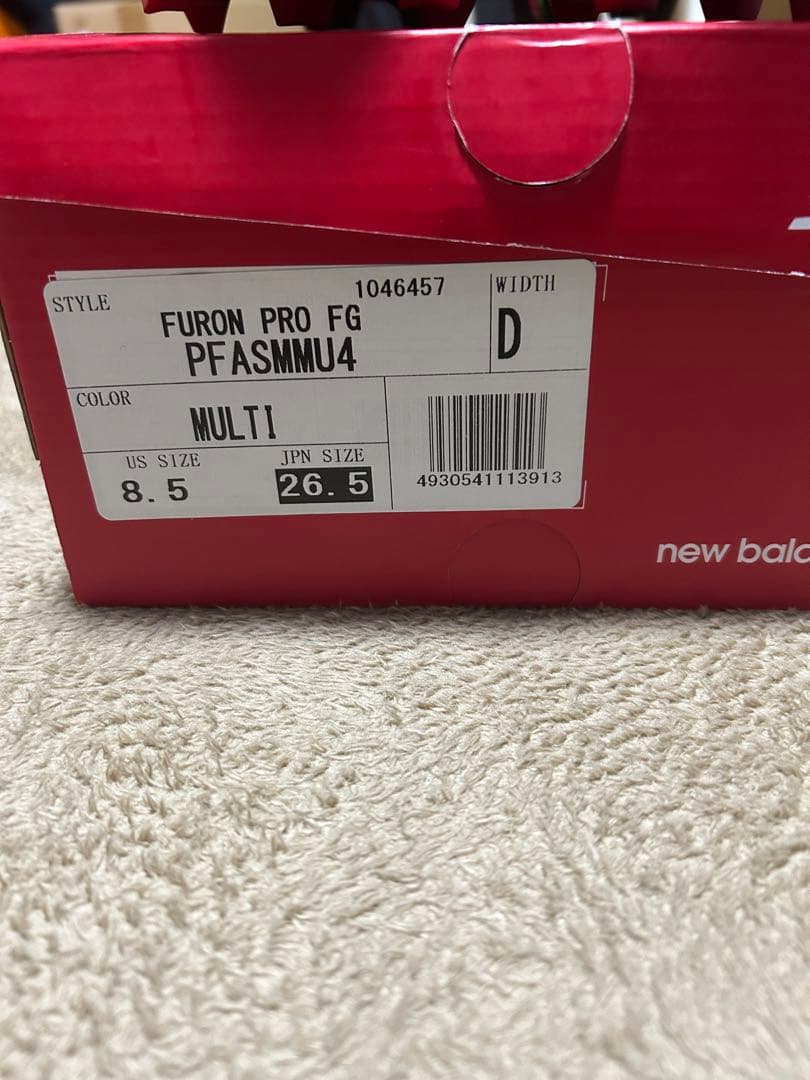 STYLE
1046457
FURON PRO FG
PFASMMU4
WIDTH
D
COLOR
MULTI
US SIZE
8.5
JPN SIZE
26.5
4930541113913
new bala